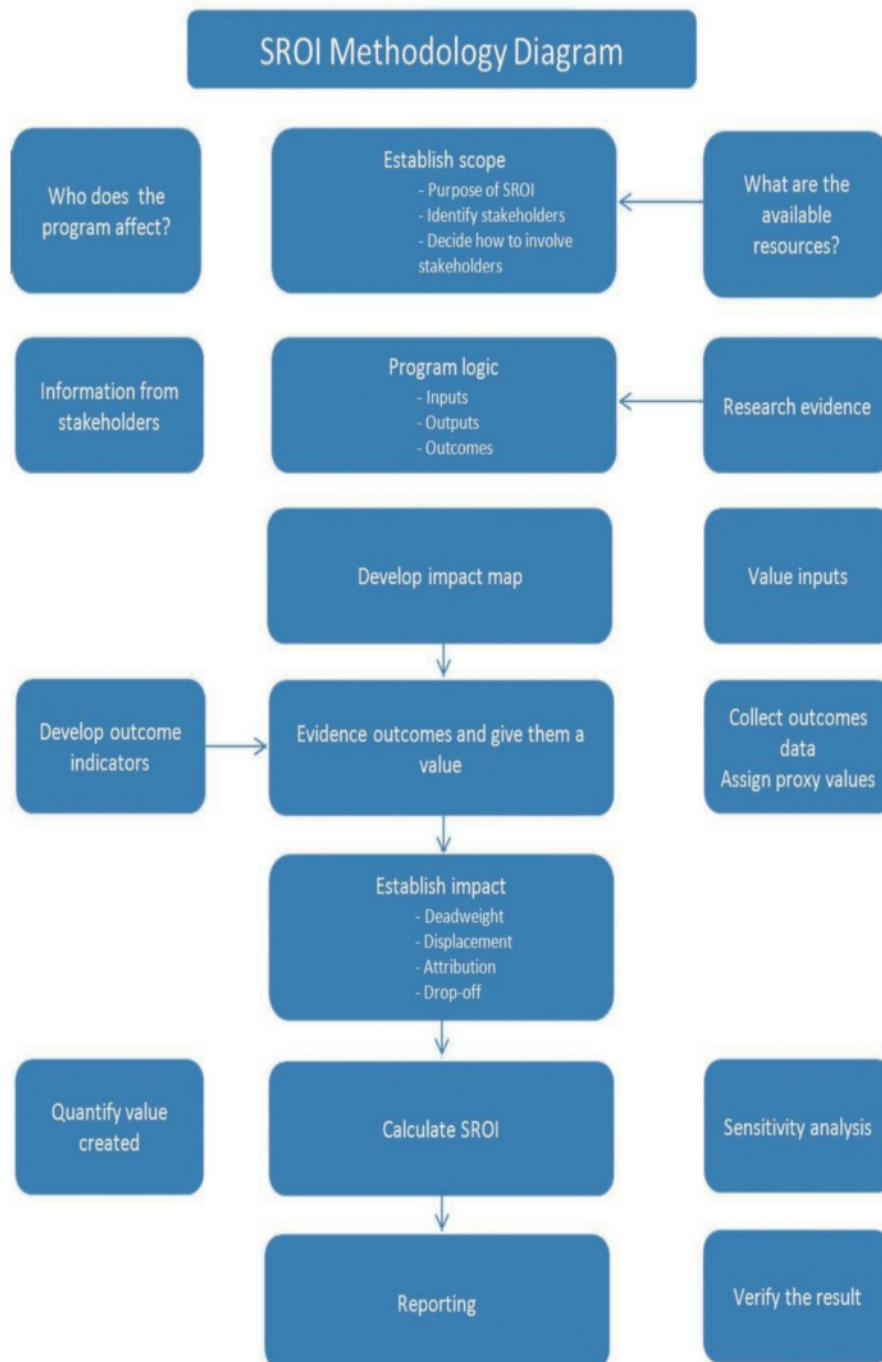 SROI Methodology Diagram
Who does the
program affect?
Establish scope
- Purpose of SROI
- Identify stakeholders
- Decide how to involve
stakeholders
What are the
available
resources?
Information from
stakeholders
Program logic
- Inputs
- Outputs
- Outcomes
Research evidence
Develop impact map
Value inputs
Develop outcome
indicators
Evidence outcomes and give them a
value
Collect outcomes
data
Assign proxy values
Establish impact
- Deadweight
- Displacement
- Attribution
- Drop-off
Quantify value
created
Calculate SROI
Sensitivity analysis
Reporting
Verify the result